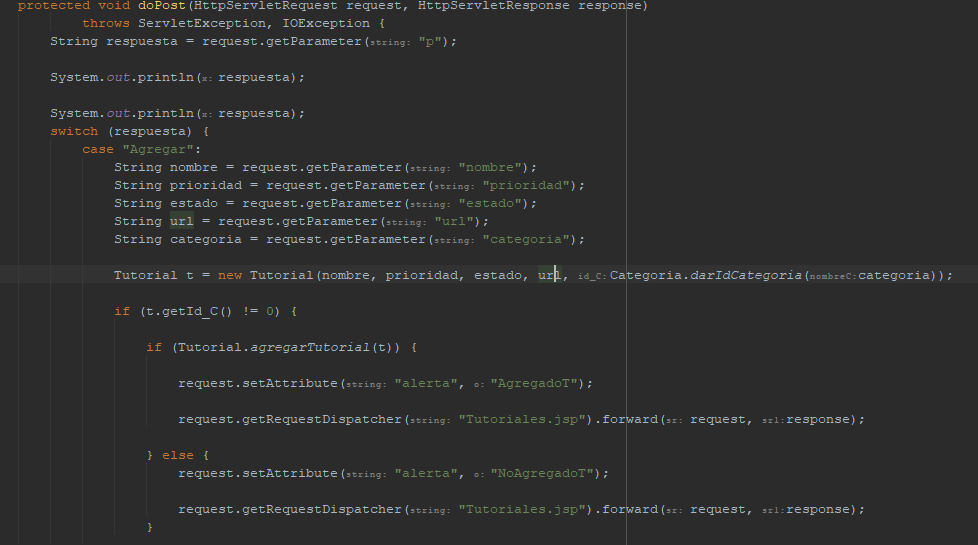 protected void doPost(HttpServletRequest request, HttpServletResponse response)
throws ServletException, IOException {
String respuesta = request.getParameter(string: "p");
System.out.println(x: respuesta);
System.out.println(x: respuesta);
switch (respuesta) {
case "Agregar":
String nombre = request.getParameter(string: "nombre");
String prioridad = request.getParameter(string: "prioridad");
String estado = request.getParameter(string: "estado");
String url = request.getParameter(string: "url");
String categoria = request.getParameter(string: "categoria");
Tutorial t = new Tutorial(nombre, prioridad, estado, url, id_C: Categoria.darIdCategoria(nombreC: categoria));
if (t.getId_C() != 0) {
if (Tutorial.agregarTutorial(t)) {
request.setAttribute(string: "alerta", o: "AgregadoT");
request.getRequestDispatcher(string: "Tutoriales.jsp").forward(sr: request, sr1: response);
} else {
request.setAttribute(string: "alerta", o: "NoAgregadoT");
request.getRequestDispatcher(string: "Tutoriales.jsp").forward(sr: request, sr1: response);
}